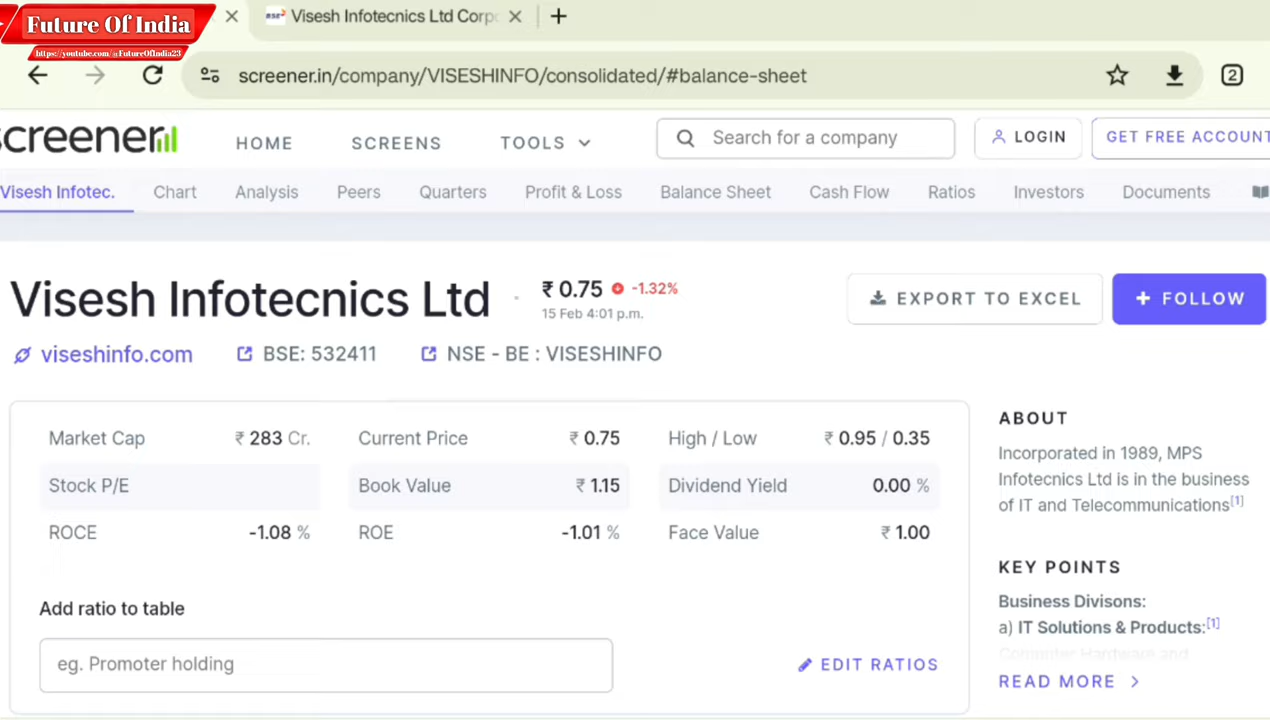 Future Of India
https://youtube.com/@FutureOfIndia23
Visesh Infotecnics Ltd Corpo
screener.in/company/VISESHINFO/consolidated/#balance-sheet
2
screener
HOME SCREENS TOOLS
Search for a company
LOGIN
GET FREE ACCOUNT
Visesh Infotec. Chart Analysis Peers Quarters Profit & Loss Balance Sheet Cash Flow Ratios Investors Documents
Visesh Infotecnics Ltd
₹ 0.75 -1.32%
15 Feb 4:01 p.m.
EXPORT TO EXCEL
+ FOLLOW
viseshinfo.com BSE: 532411 NSE - BE : VISESHINFO
Market Cap ₹ 283 Cr. Current Price ₹ 0.75 High / Low ₹ 0.95 / 0.35
Stock P/E Book Value ₹ 1.15 Dividend Yield 0.00 %
ROCE -1.08 % ROE -1.01 % Face Value ₹ 1.00
Add ratio to table
eg. Promoter holding
EDIT RATIOS
ABOUT
Incorporated in 1989, MPS
Infotecnics Ltd is in the business
of IT and Telecommunications[1]
KEY POINTS
Business Divisons:
a) IT Solutions & Products:[1]
Computer Hardware and
READ MORE